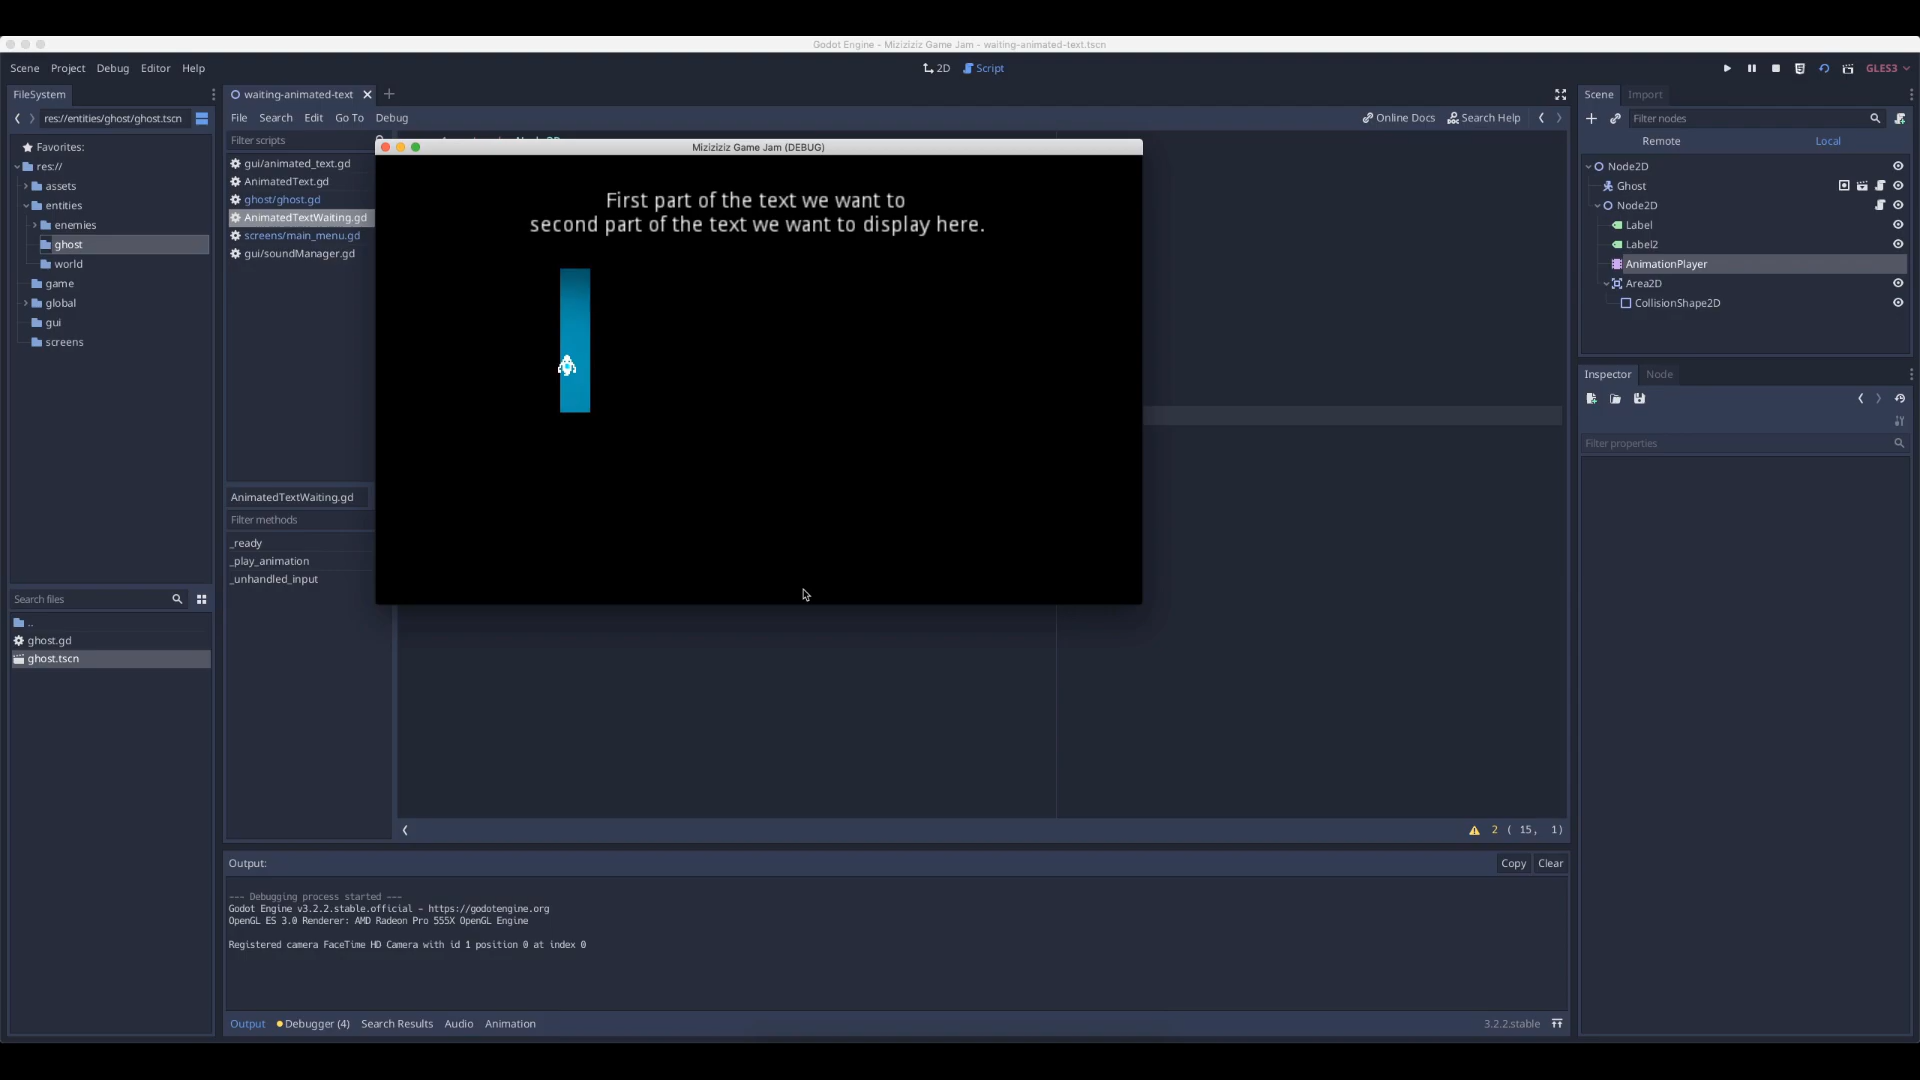 Godot Engine - Miziziziz Game Jam - waiting-animated-text.tscn
Scene Project Debug Editor Help
2D Script
GLES3
FileSystem
res://entities/ghost/ghost.tscn
Favorites:
res://
assets
entities
enemies
ghost
world
game
global
gui
screens
Search files
..
ghost.gd
ghost.tscn
waiting-animated-text
File Search Edit Go To Debug
Online Docs Search Help
Filter scripts
gui/animated_text.gd
AnimatedText.gd
ghost/ghost.gd
AnimatedTextWaiting.gd
screens/main_menu.gd
gui/soundManager.gd
AnimatedTextWaiting.gd
Filter methods
_ready
_play_animation
_unhandled_input
Miziziziz Game Jam (DEBUG)
First part of the text we want to
second part of the text we want to display here.
2 ( 15, 1)
Output:
Copy Clear
--- Debugging process started ---
Godot Engine v3.2.2.stable.official - https://godotengine.org
OpenGL ES 3.0 Renderer: AMD Radeon Pro 555X OpenGL Engine
Registered camera FaceTime HD Camera with id 1 position 0 at index 0
Output Debugger (4) Search Results Audio Animation
3.2.2.stable
Scene Import
Filter nodes
Remote Local
Node2D
Ghost
Node2D
Label
Label2
AnimationPlayer
Area2D
CollisionShape2D
Inspector Node
Filter properties